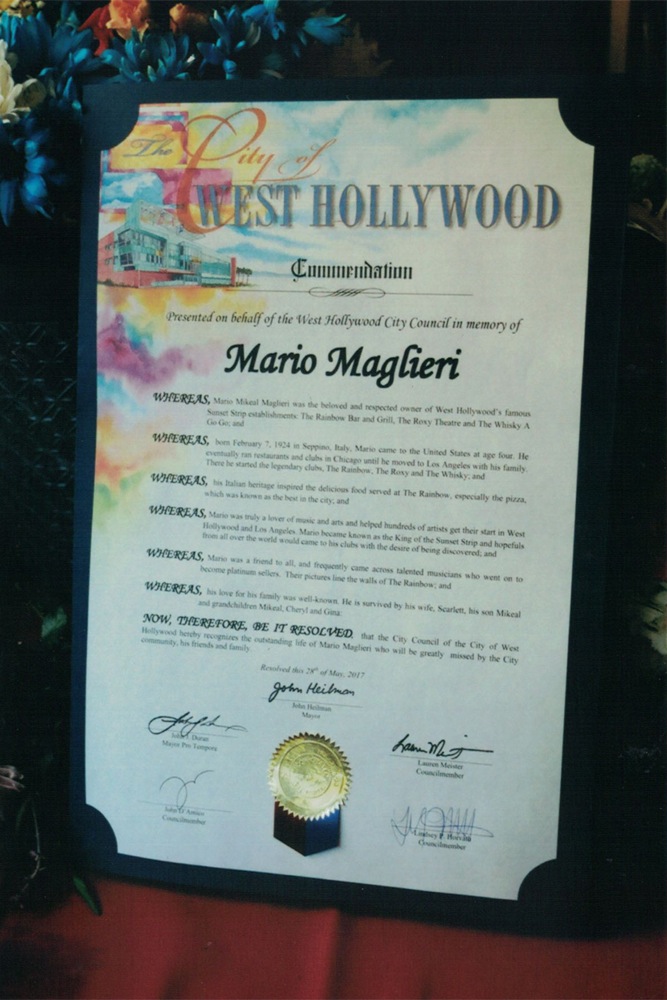 The City of
WEST HOLLYWOOD
Commendation
Presented on behalf of the West Hollywood City Council in memory of
Mario Maglieri
WHEREAS, Mario Mikeal Maglieri was the beloved and respected owner of West Hollywood's famous
Sunset Strip establishments: The Rainbow Bar and Grill, The Roxy Theatre and The Whisky A
Go Go; and
WHEREAS, born February 7, 1924 in Seppino, Italy, Mario came to the United States at age four. He
eventually ran restaurants and clubs in Chicago until he moved to Los Angeles with his family.
There he started the legendary clubs, The Rainbow, The Roxy and The Whisky; and
WHEREAS, his Italian heritage inspired the delicious food served at The Rainbow, especially the pizza,
which was known as the best in the city; and
WHEREAS, Mario was truly a lover of music and arts and helped hundreds of artists get their start in West
Hollywood and Los Angeles. Mario became known as the King of the Sunset Strip and hopefuls
from all over the world would came to his clubs with the desire of being discovered; and
WHEREAS, Mario was a friend to all, and frequently came across talented musicians who went on to
become platinum sellers. Their pictures line the walls of The Rainbow; and
WHEREAS, his love for his family was well-known. He is survived by his wife, Scarlett, his son Mikeal
and grandchildren Mikeal, Cheryl and Gina:
NOW, THEREFORE, BE IT RESOLVED, that the City Council of the City of West
Hollywood hereby recognizes the outstanding life of Mario Maglieri who will be greatly missed by the City
community, his friends and family.
Resolved this 28th of May, 2017
John Heilman
John Heilman
Mayor
John J. Duran
Mayor Pro Tempore
Lauren Meister
Councilmember
John D'Amico
Councilmember
Lindsey P. Horvath
Councilmember